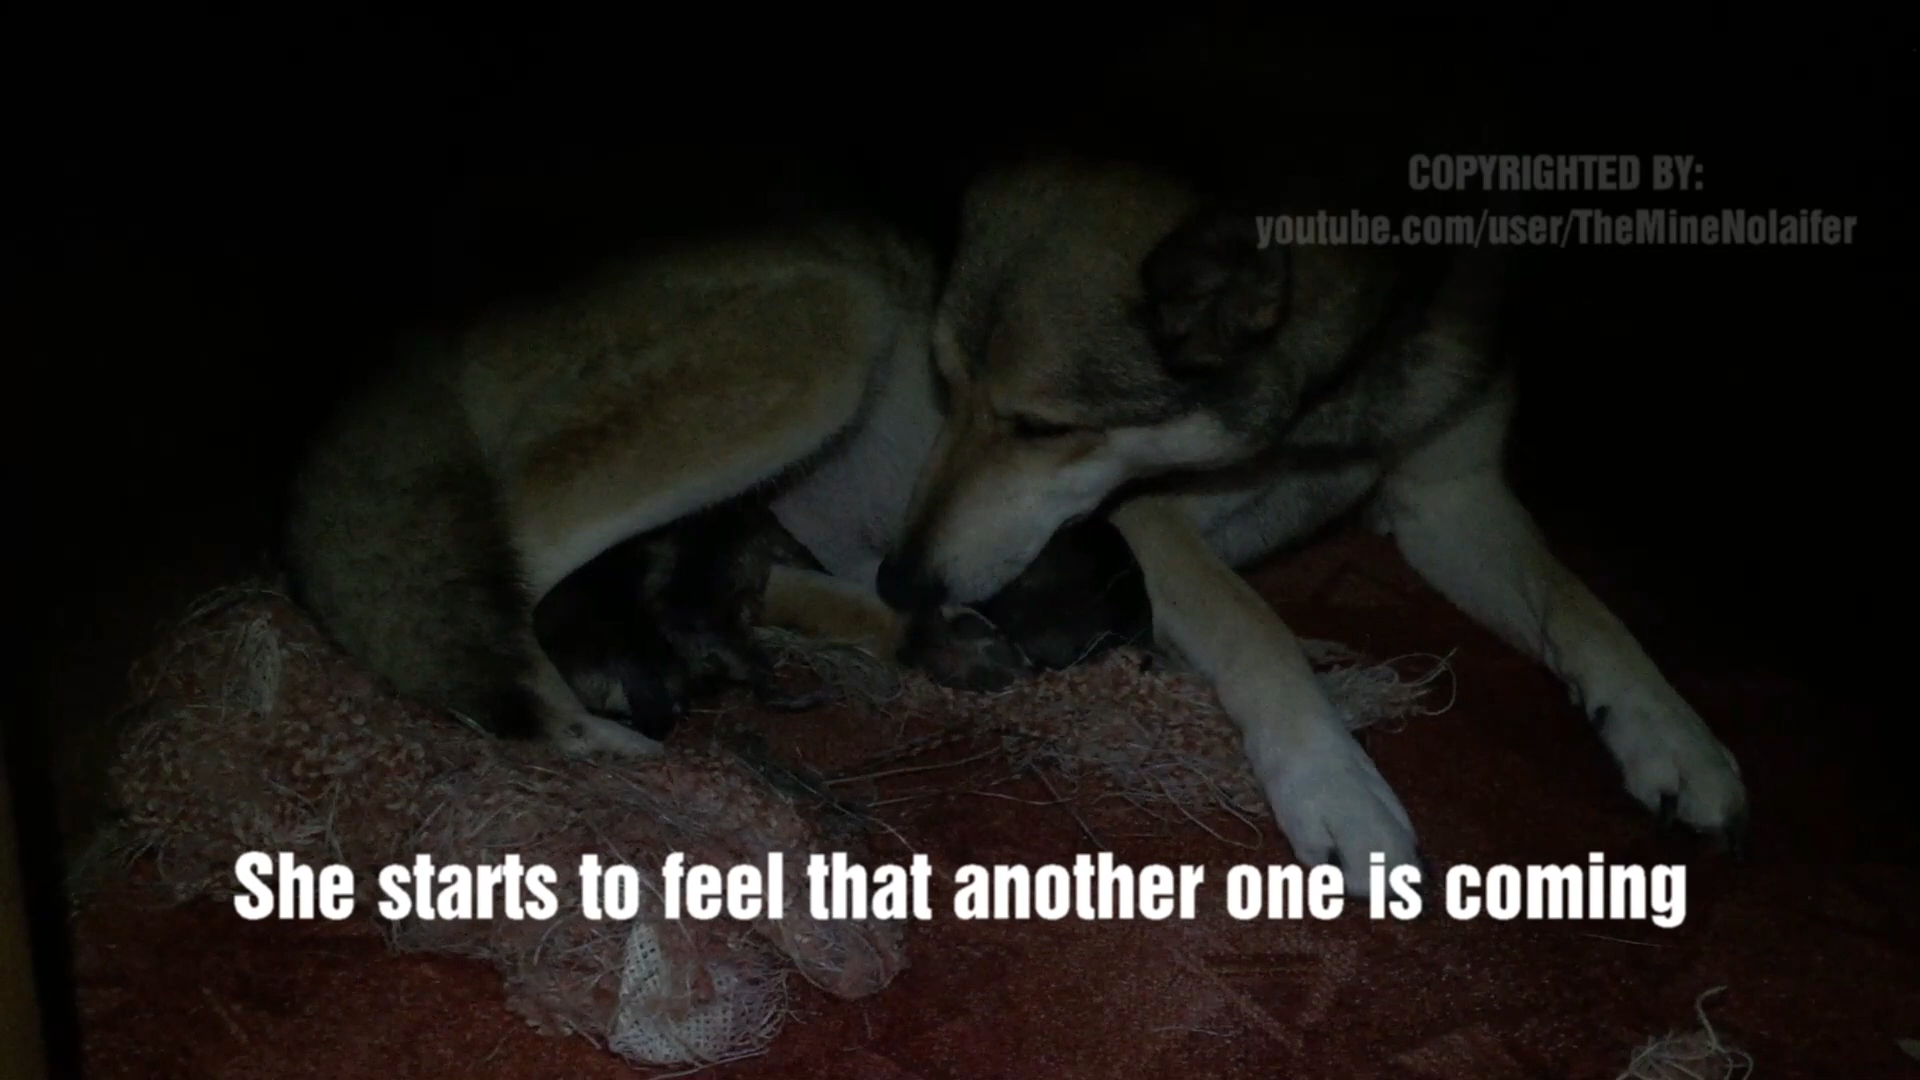 COPYRIGHTED BY:
youtube.com/user/TheMineNolaifer
She starts to feel that another one is coming